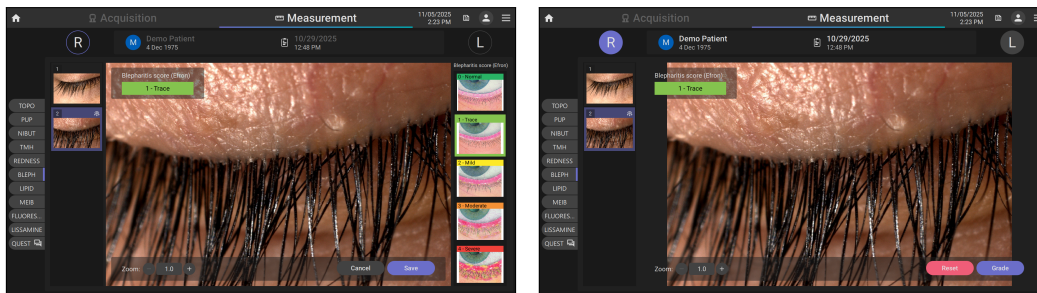 Acquisition
Measurement
11/05/2025
2:23 PM
R
M
Demo Patient
4 Dec 1975
10/29/2025
12:48 PM
L
TOPO
PUP
NIBUT
TMH
REDNESS
BLEPH
LIPID
MEIB
FLUORES...
LISSAMINE
QUEST
1
2
Blepharitis score (Efron)
1 - Trace
Zoom:
-
1.0
+
Cancel
Save
Blepharitis score (Efron)
0 - Normal
1 - Trace
2 - Mild
3 - Moderate
4 - Severe
Acquisition
Measurement
11/05/2025
2:23 PM
R
M
Demo Patient
4 Dec 1975
10/29/2025
12:48 PM
L
TOPO
PUP
NIBUT
TMH
REDNESS
BLEPH
LIPID
MEIB
FLUORES...
LISSAMINE
QUEST
1
2
Blepharitis score (Efron)
1 - Trace
Zoom:
-
1.0
+
Reset
Grade